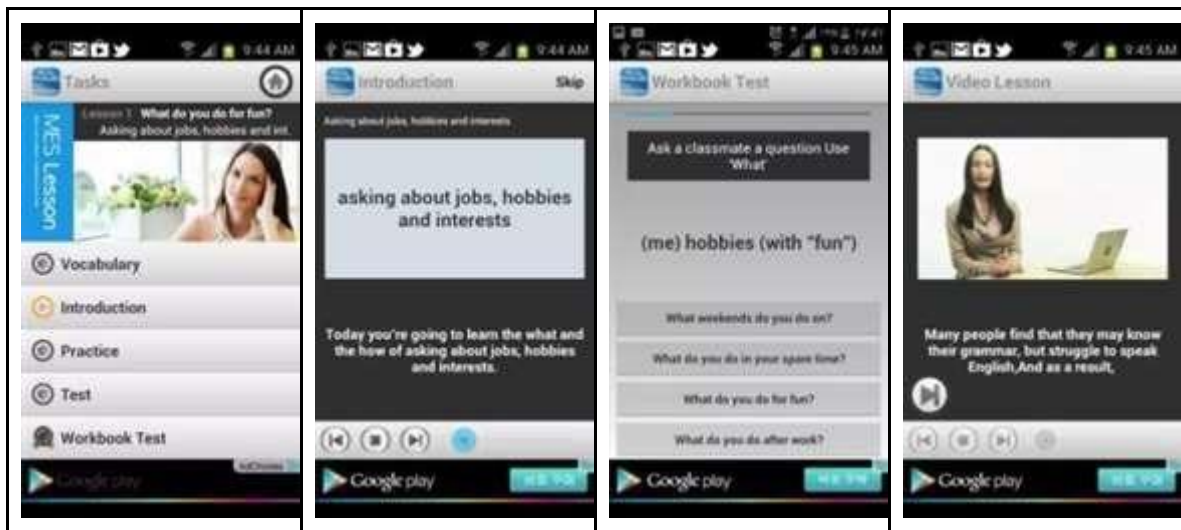 9:44 AM
Tasks
Lesson 1 What do you do for fun?
Asking about jobs, hobbies and int.
MES Lesson
Vocabulary
Introduction
Practice
Test
Workbook Test
Google play
9:44 AM
Introduction
Skip
Asking about jobs, hobbies and interests
asking about jobs, hobbies
and interests
Today you're going to learn the what and
the how of asking about jobs, hobbies
and interests.
Google play
9:45 AM
Workbook Test
Ask a classmate a question Use
'What'
(me) hobbies (with "fun")
What weekends do you do on?
What do you do in your spare time?
What do you do for fun?
What do you do after work?
Google play
9:45 AM
Video Lesson
Many people find that they may know
their grammar, but struggle to speak
English,And as a result,
Google play